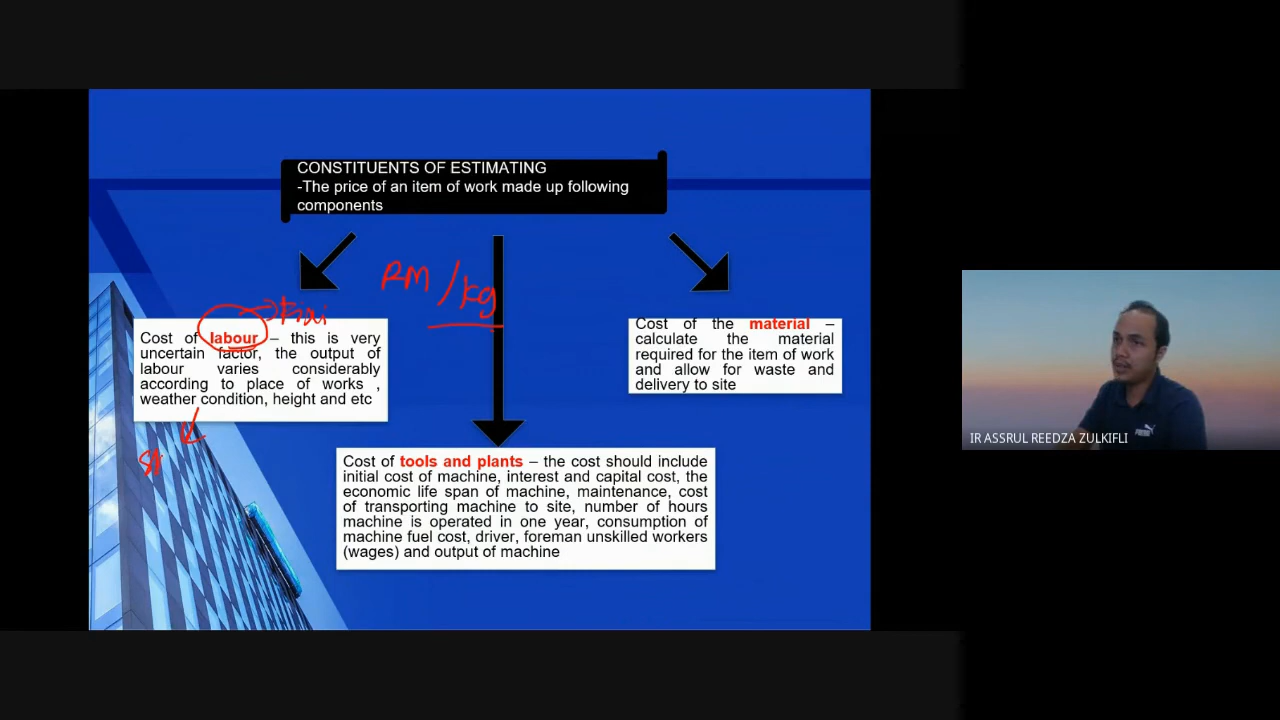 CONSTITUENTS OF ESTIMATING
-The price of an item of work made up following
components
RM/kg
Cost of labour – this is very
uncertain factor, the output of
labour varies considerably
according to place of works ,
weather condition, height and etc
Cost of the material –
calculate the material
required for the item of work
and allow for waste and
delivery to site
Cost of tools and plants – the cost should include
initial cost of machine, interest and capital cost, the
economic life span of machine, maintenance, cost
of transporting machine to site, number of hours
machine is operated in one year, consumption of
machine fuel cost, driver, foreman unskilled workers
(wages) and output of machine
IR ASSRUL REEDZA ZULKIFLI